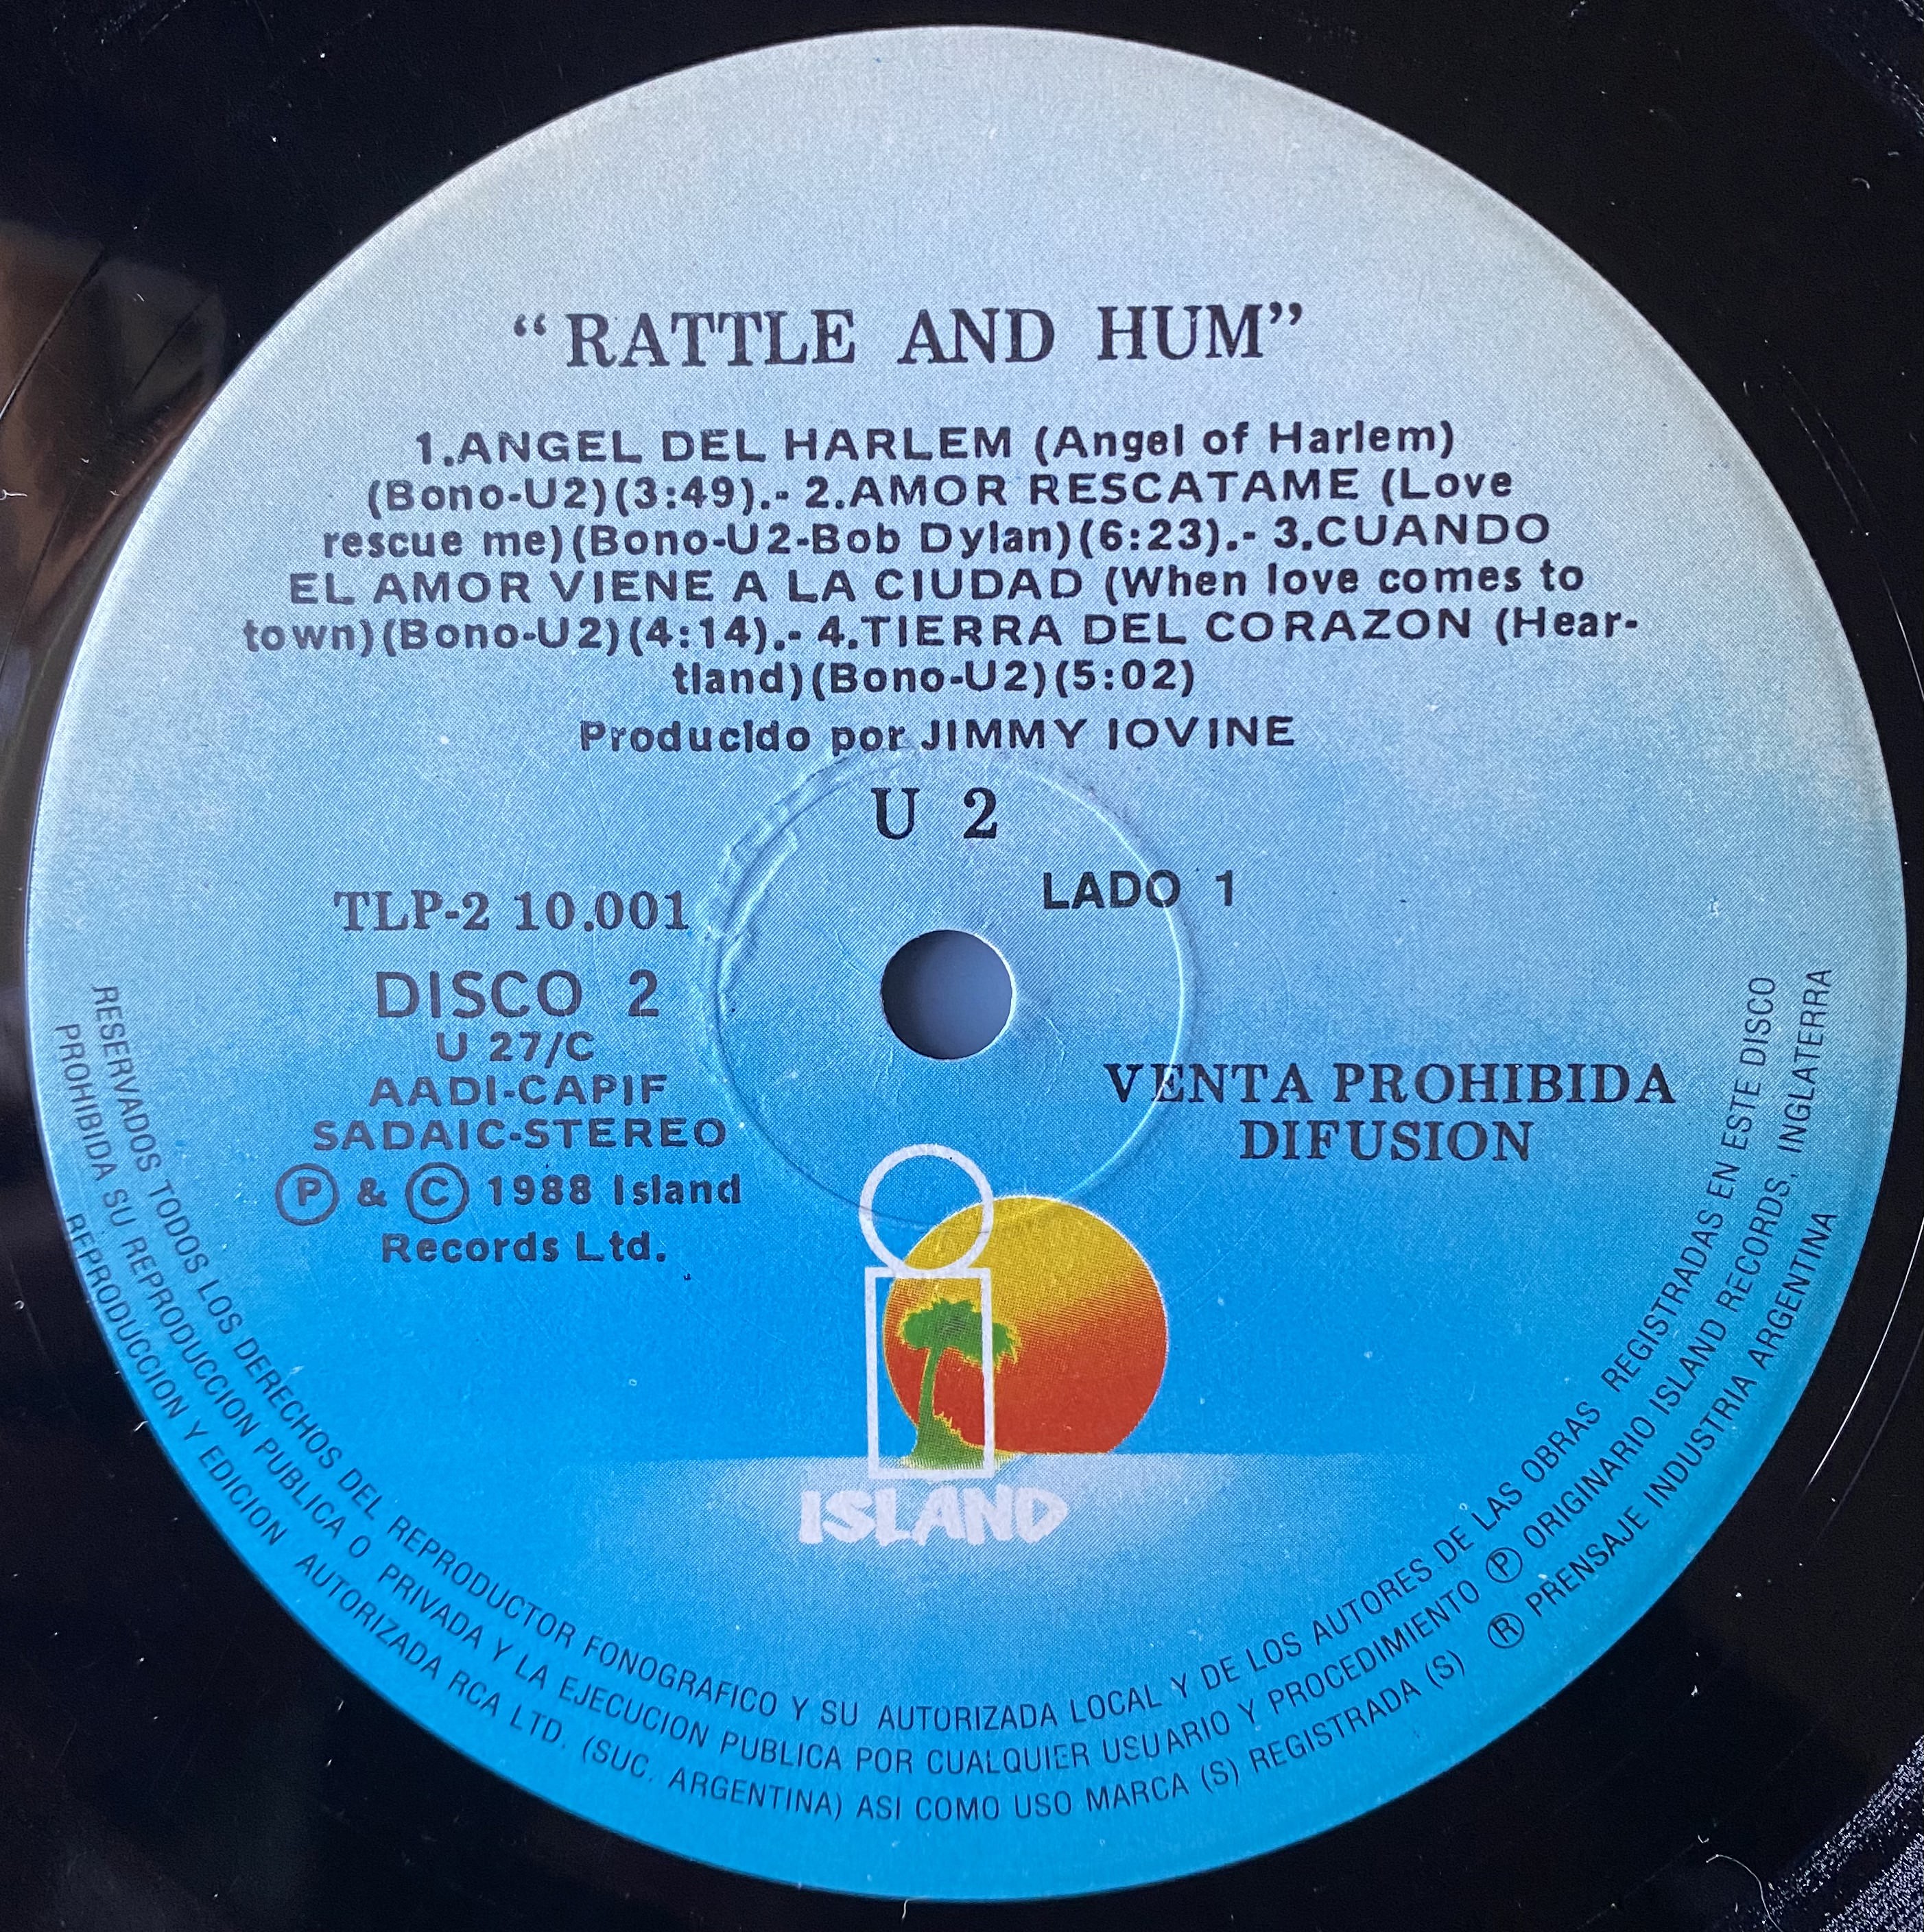 “RATTLE AND HUM”
1.ANGEL DEL HARLEM (Angel of Harlem)
(Bono-U2)(3:49).- 2.AMOR RESCATAME (Love
rescue me)(Bono-U2-Bob Dylan)(6:23).- 3.CUANDO
EL AMOR VIENE A LA CIUDAD (When love comes to
town)(Bono-U2)(4:14).- 4.TIERRA DEL CORAZON (Hear-
tland)(Bono-U2)(5:02)
Producido por JIMMY IOVINE
U 2
LADO 1
TLP-2 10.001
DISCO 2
U 27/C
AADI-CAPIF
SADAIC-STEREO
Ⓟ & © 1988 Island
Records Ltd.
VENTA PROHIBIDA
DIFUSION
i
ISLAND
RESERVADOS TODOS LOS DERECHOS DEL REPRODUCTOR FONOGRAFICO Y SU AUTORIZADA LOCAL Y DE LOS AUTORES DE LAS OBRAS REGISTRADAS EN ESTE DISCO
PROHIBIDA SU REPRODUCCION PUBLICA O PRIVADA Y LA EJECUCION PUBLICA POR CUALQUIER USUARIO Y PROCEDIMIENTO Ⓟ ORIGINARIO ISLAND RECORDS, INGLATERRA
REPRODUCCION Y EDICION AUTORIZADA RCA LTD. (SUC. ARGENTINA) ASI COMO USO MARCA (S) REGISTRADA (S) ® PRENSAJE INDUSTRIA ARGENTINA